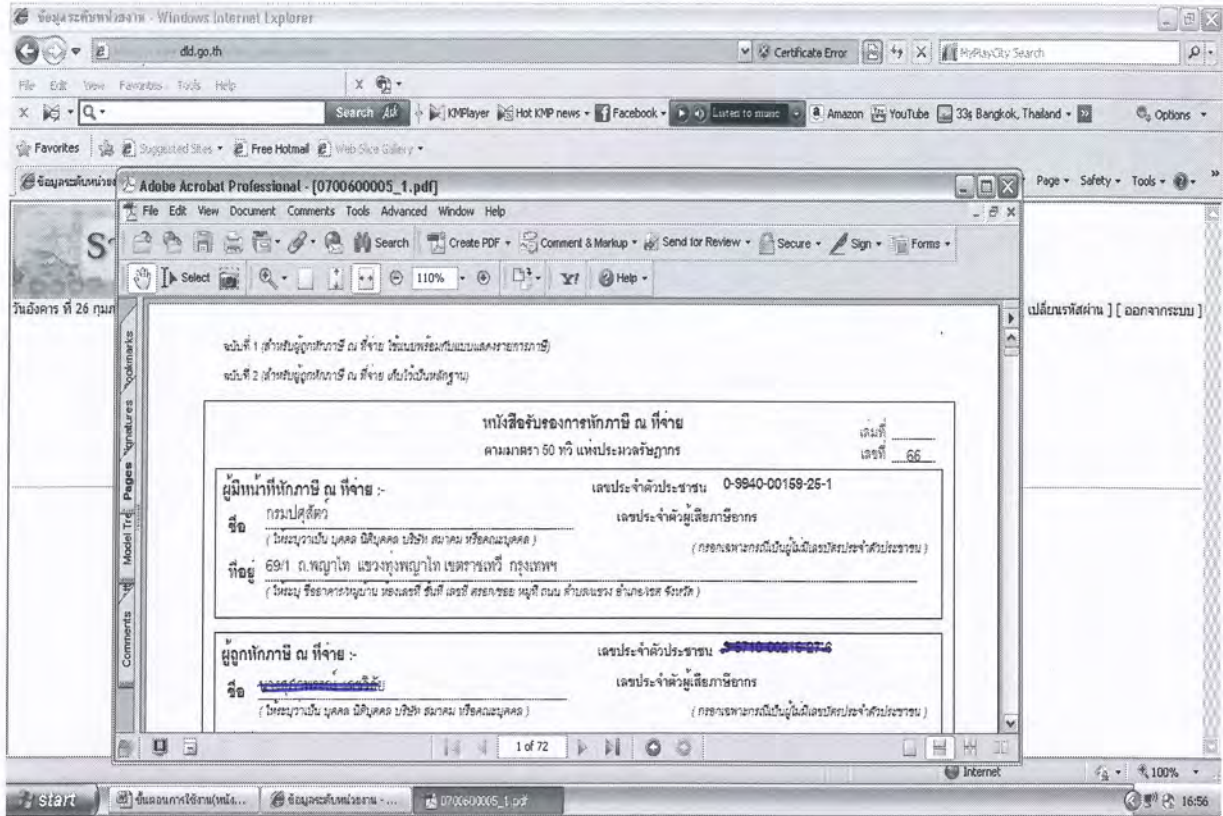 ข้อมูลระดับหน่วยงาน - Windows Internet Explorer
dld.go.th Certificate Error MyPlayCity Search
File Edit View Favorites Tools Help
Search KMPlayer Hot KMP news Facebook Listen to music Amazon YouTube 33° Bangkok, Thailand Options
Favorites Suggested Sites Free Hotmail Web Slice Gallery
Page Safety Tools
Adobe Acrobat Professional - [0700600005_1.pdf]
File Edit View Document Comments Tools Advanced Window Help
Search Create PDF Comment & Markup Send for Review Secure Sign Forms
Select 110% Y! Help
วันอังคาร ที่ 26 กุมภ
เปลี่ยนรหัสผ่าน ] [ ออกจากระบบ ]
Bookmarks
Signatures
Pages
Model Tre
Comments
ฉบับที่ 1 (สำหรับผู้ถูกหักภาษี ณ ที่จ่าย ใช้แนบพร้อมกับแบบแสดงรายการภาษี)
ฉบับที่ 2 (สำหรับผู้ถูกหักภาษี ณ ที่จ่าย เก็บไว้เป็นหลักฐาน)
หนังสือรับรองการหักภาษี ณ ที่จ่าย
ตามมาตรา 50 ทวิ แห่งประมวลรัษฎากร
เล่มที่
เลขที่ 66
ผู้มีหน้าที่หักภาษี ณ ที่จ่าย :- เลขประจำตัวประชาชน 0-9940-00159-25-1
ชื่อ กรมปศุสัตว์ เลขประจำตัวผู้เสียภาษีอากร
( ให้ระบุว่าเป็น บุคคล นิติบุคคล บริษัท สมาคม หรือคณะบุคคล ) ( กรอกเฉพาะกรณีเป็นผู้ไม่มีเลขบัตรประจำตัวประชาชน )
ที่อยู่ 69/1 ถ.พญาไท แขวงทุ่งพญาไท เขตราชเทวี กรุงเทพฯ
( ให้ระบุ ชื่ออาคาร/หมู่บ้าน ห้องเลขที่ ชั้นที่ เลขที่ ตรอก/ซอย หมู่ที่ ถนน ตำบล/แขวง อำเภอ/เขต จังหวัด )
ผู้ถูกหักภาษี ณ ที่จ่าย :- เลขประจำตัวประชาชน
ชื่อ เลขประจำตัวผู้เสียภาษีอากร
( ให้ระบุว่าเป็น บุคคล นิติบุคคล บริษัท สมาคม หรือคณะบุคคล ) ( กรอกเฉพาะกรณีเป็นผู้ไม่มีเลขบัตรประจำตัวประชาชน )
1 of 72
Internet 100%
start ขั้นตอนการใช้งาน(หนัง... ข้อมูลระดับหน่วยงาน - ... 0700600005_1.pdf 16:56